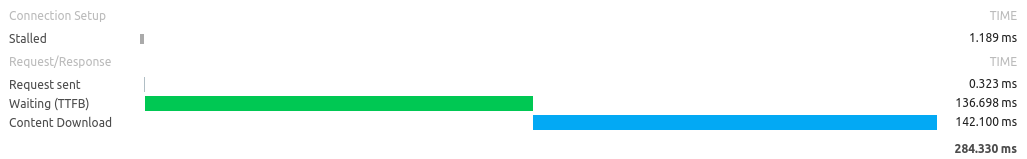 Connection Setup TIME
Stalled 1.189 ms
Request/Response TIME
Request sent 0.323 ms
Waiting (TTFB) 136.698 ms
Content Download 142.100 ms
284.330 ms